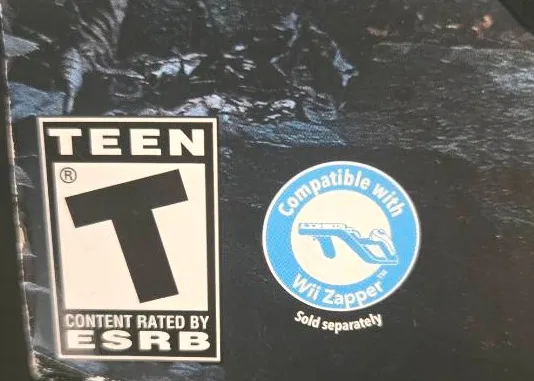 TEEN
®
T
CONTENT RATED BY
ESRB
Compatible with
Wii Zapper™
Sold separately